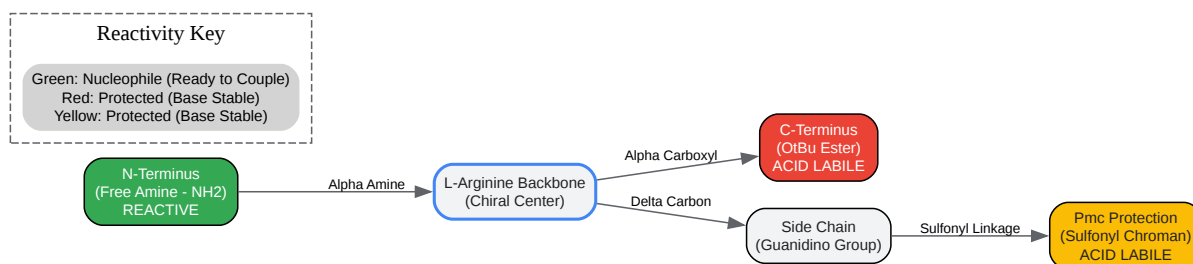 Reactivity Key
Green: Nucleophile (Ready to Couple)
Red: Protected (Base Stable)
Yellow: Protected (Base Stable)
N-Terminus
(Free Amine - NH2)
REACTIVE
Alpha Amine
L-Arginine Backbone
(Chiral Center)
Alpha Carboxyl
C-Terminus
(OtBu Ester)
ACID LABILE
Delta Carbon
Side Chain
(Guanidino Group)
Sulfonyl Linkage
Pmc Protection
(Sulfonyl Chroman)
ACID LABILE